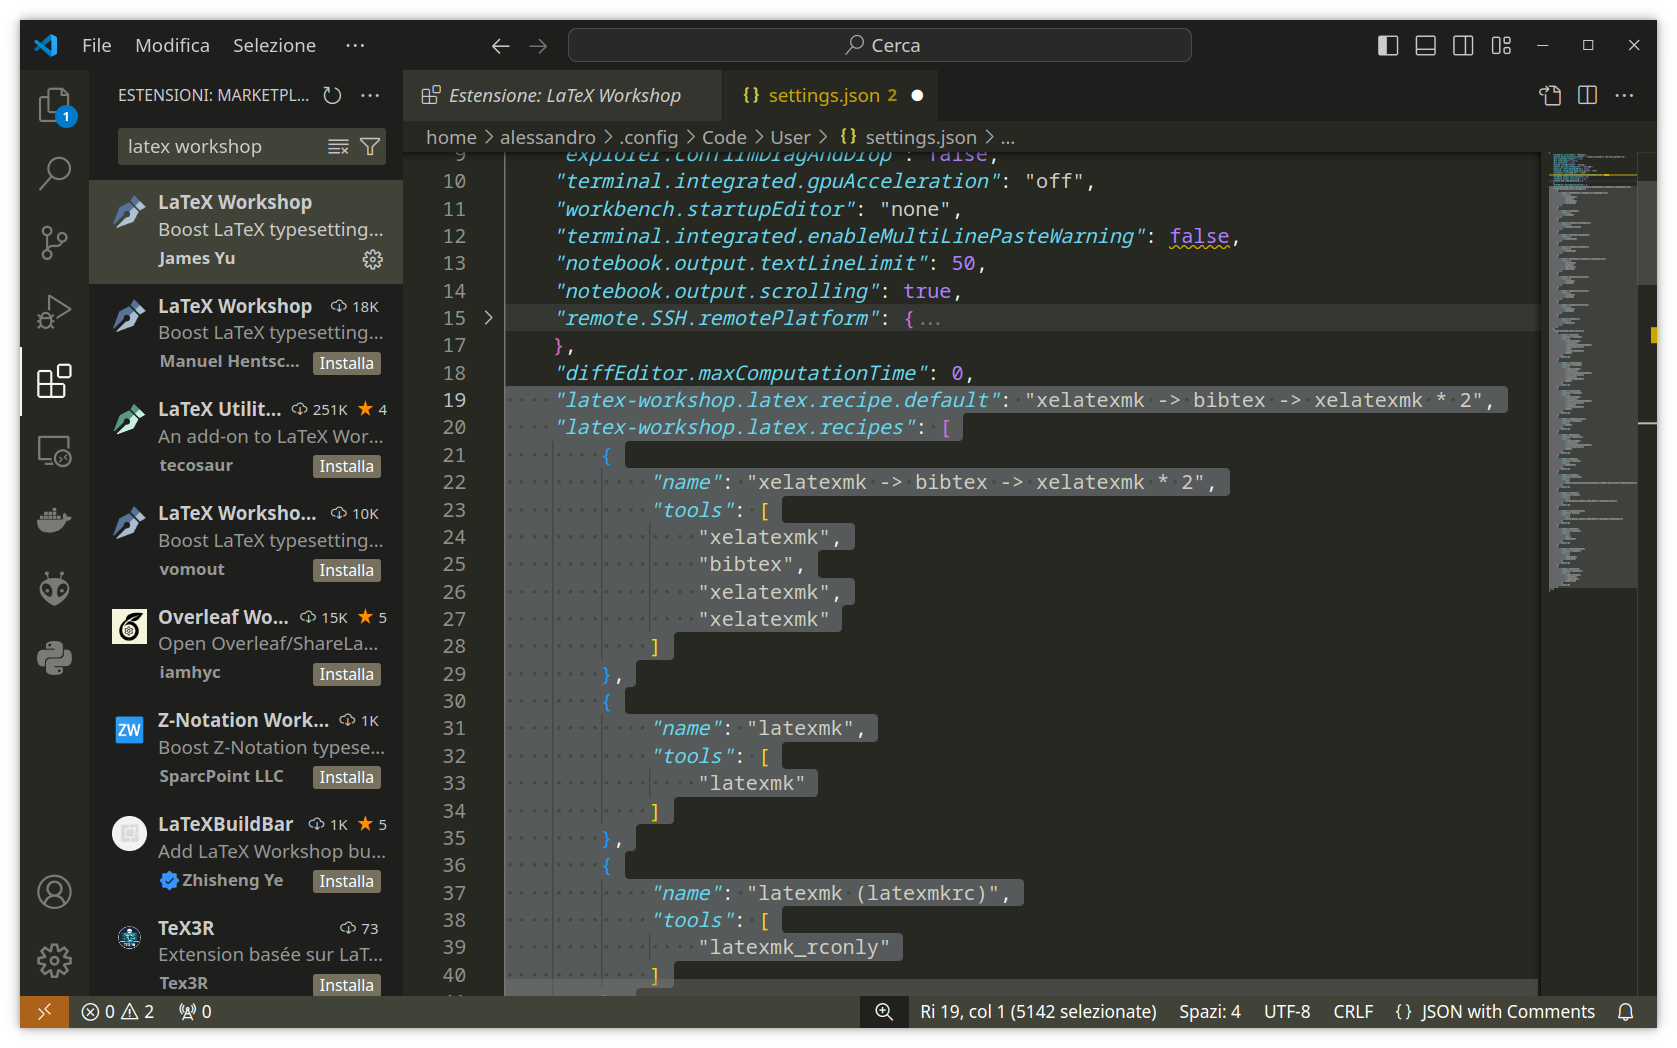 File Modifica Selezione ···
Cerca
ESTENSIONI: MARKETPL... ···
1
latex workshop
LaTeX Workshop
Boost LaTeX typesetting...
James Yu
LaTeX Workshop 18K
Boost LaTeX typesetting...
Manuel Hentsc... Installa
LaTeX Utilit... 251K 4
An add-on to LaTeX Wor...
tecosaur Installa
LaTeX Worksho... 10K
Boost LaTeX typesetting...
vomout Installa
Overleaf Wo... 15K 5
Open Overleaf/ShareLa...
iamhyc Installa
ZW
Z-Notation Work... 1K
Boost Z-Notation typese...
SparcPoint LLC Installa
LaTeXBuildBar 1K 5
Add LaTeX Workshop bu...
Zhisheng Ye Installa
TeX3R 73
Extension basée sur LaT...
Tex3R Installa
Estensione: LaTeX Workshop
{} settings.json 2
home > alessandro > .config > Code > User > {} settings.json > ...
9 "explorer.confirmDragAndDrop": false,
10 "terminal.integrated.gpuAcceleration": "off",
11 "workbench.startupEditor": "none",
12 "terminal.integrated.enableMultiLinePasteWarning": false,
13 "notebook.output.textLineLimit": 50,
14 "notebook.output.scrolling": true,
15 "remote.SSH.remotePlatform": {...
17 },
18 "diffEditor.maxComputationTime": 0,
19 "latex-workshop.latex.recipe.default": "xelatexmk -> bibtex -> xelatexmk * 2",
20 "latex-workshop.latex.recipes": [
21 {
22 "name": "xelatexmk -> bibtex -> xelatexmk * 2",
23 "tools": [
24 "xelatexmk",
25 "bibtex",
26 "xelatexmk",
27 "xelatexmk"
28 ]
29 },
30 {
31 "name": "latexmk",
32 "tools": [
33 "latexmk"
34 ]
35 },
36 {
37 "name": "latexmk (latexmkrc)",
38 "tools": [
39 "latexmk_rconly"
40 ]
0 2 0
Ri 19, col 1 (5142 selezionate) Spazi: 4 UTF-8 CRLF {} JSON with Comments